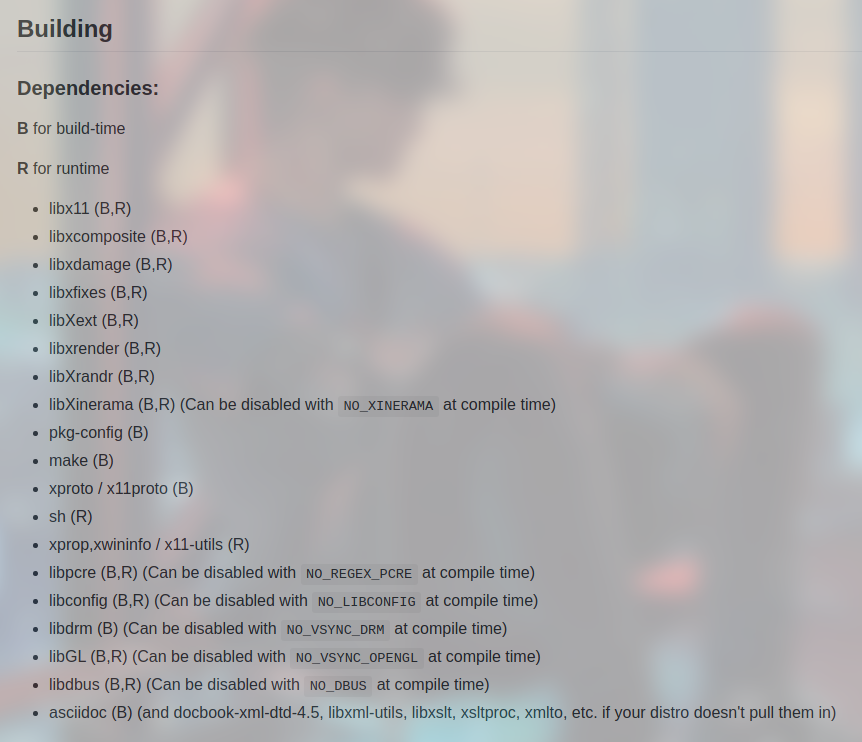 Building
Dependencies:
B for build-time
R for runtime
• libx11 (B,R)
• libxcomposite (B,R)
• libxdamage (B,R)
• libxfixes (B,R)
• libXext (B,R)
• libxrender (B,R)
• libXrandr (B,R)
• libXinerama (B,R) (Can be disabled with NO_XINERAMA at compile time)
• pkg-config (B)
• make (B)
• xproto / x11proto (B)
• sh (R)
• xprop,xwininfo / x11-utils (R)
• libpcre (B,R) (Can be disabled with NO_REGEX_PCRE at compile time)
• libconfig (B,R) (Can be disabled with NO_LIBCONFIG at compile time)
• libdrm (B) (Can be disabled with NO_VSYNC_DRM at compile time)
• libGL (B,R) (Can be disabled with NO_VSYNC_OPENGL at compile time)
• libdbus (B,R) (Can be disabled with NO_DBUS at compile time)
• asciidoc (B) (and docbook-xml-dtd-4.5, libxml-utils, libxslt, xsltproc, xmlto, etc. if your distro doesn't pull them in)